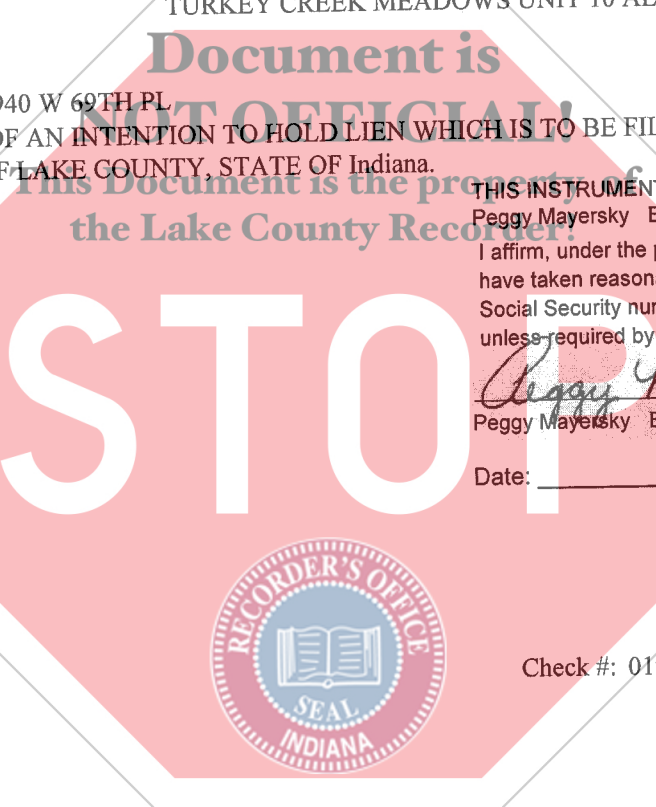 TURKEY CREEK MEADOWS UNIT 10
Document is
940 W 69TH PL
NOT OFFICIAL!
OF AN INTENTION TO HOLD LIEN WHICH IS TO BE FIL
F LAKE COUNTY, STATE OF Indiana.
This Document is the property of
the Lake County Recorder!
THIS INSTRUMENT
Peggy Mayersky
I affirm, under the
have taken reason
Social Security nu
unless required by
Peggy
Peggy Mayersky
Date:
STOP
RECORDER'S OFFICE
SEAL
INDIANA
Check #: 01